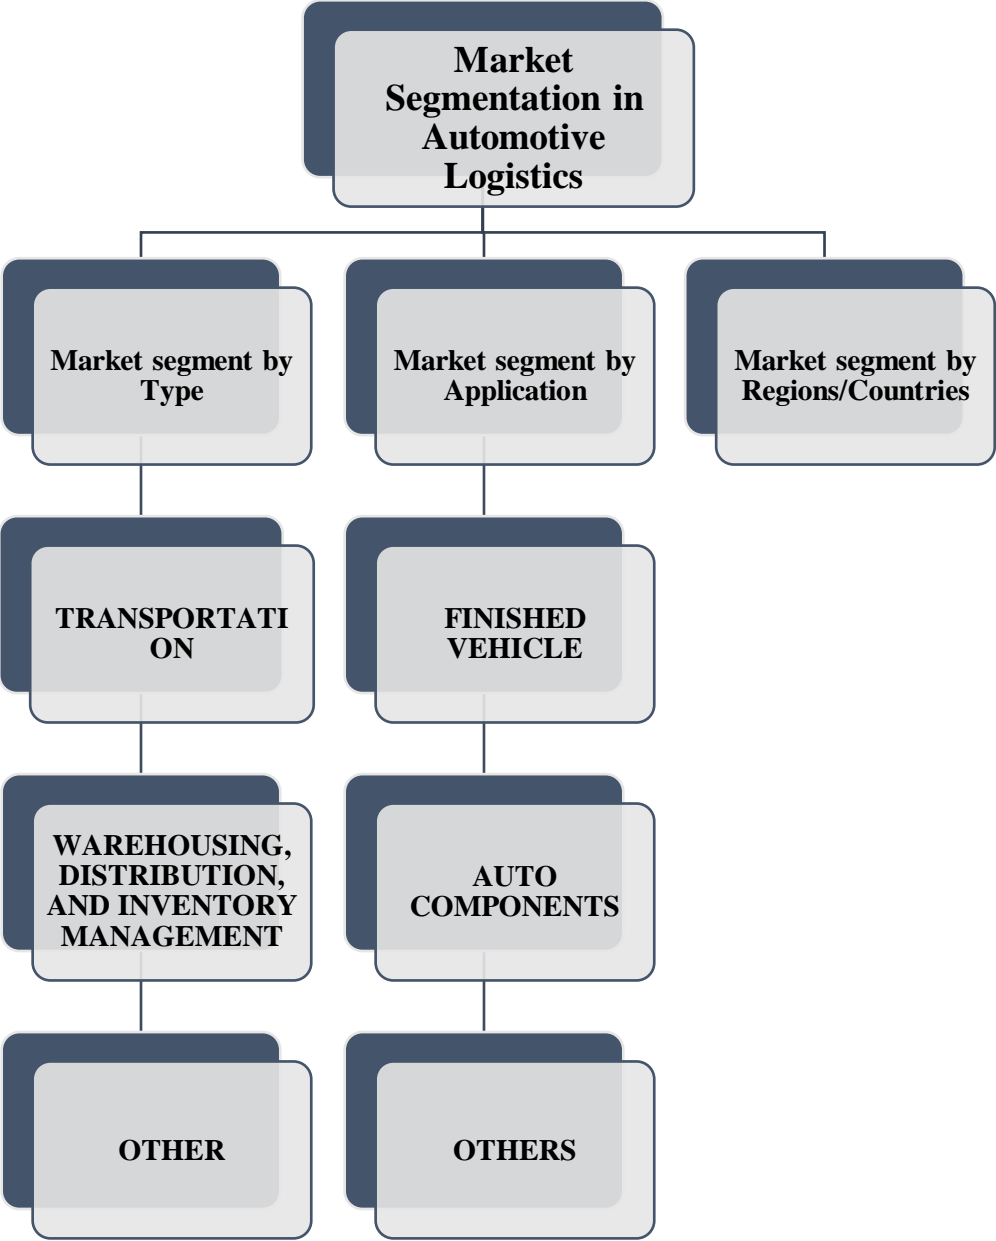 Market
Segmentation in
Automotive
Logistics
Market segment by
Type
Market segment by
Application
Market segment by
Regions/Countries
TRANSPORTATI
ON
FINISHED
VEHICLE
WAREHOUSING,
DISTRIBUTION,
AND INVENTORY
MANAGEMENT
AUTO
COMPONENTS
OTHER
OTHERS